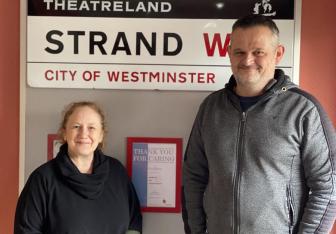 THEATRELAND
STRAND W
CITY OF WESTMINSTER
THANK YOU
FOR CARING